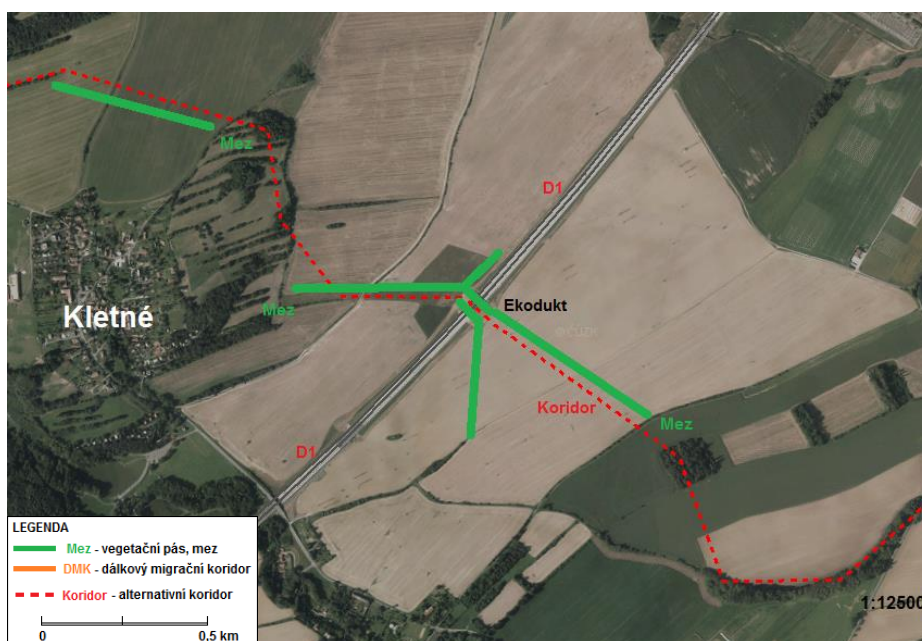 Mez
D1
Mez
Ekodukt
Kletné
Koridor
Mez
D1
LEGENDA
Mez - vegetační pás, mez
DMK - dálkový migrační koridor
Koridor - alternativní koridor
0 0,5 km
1:12500